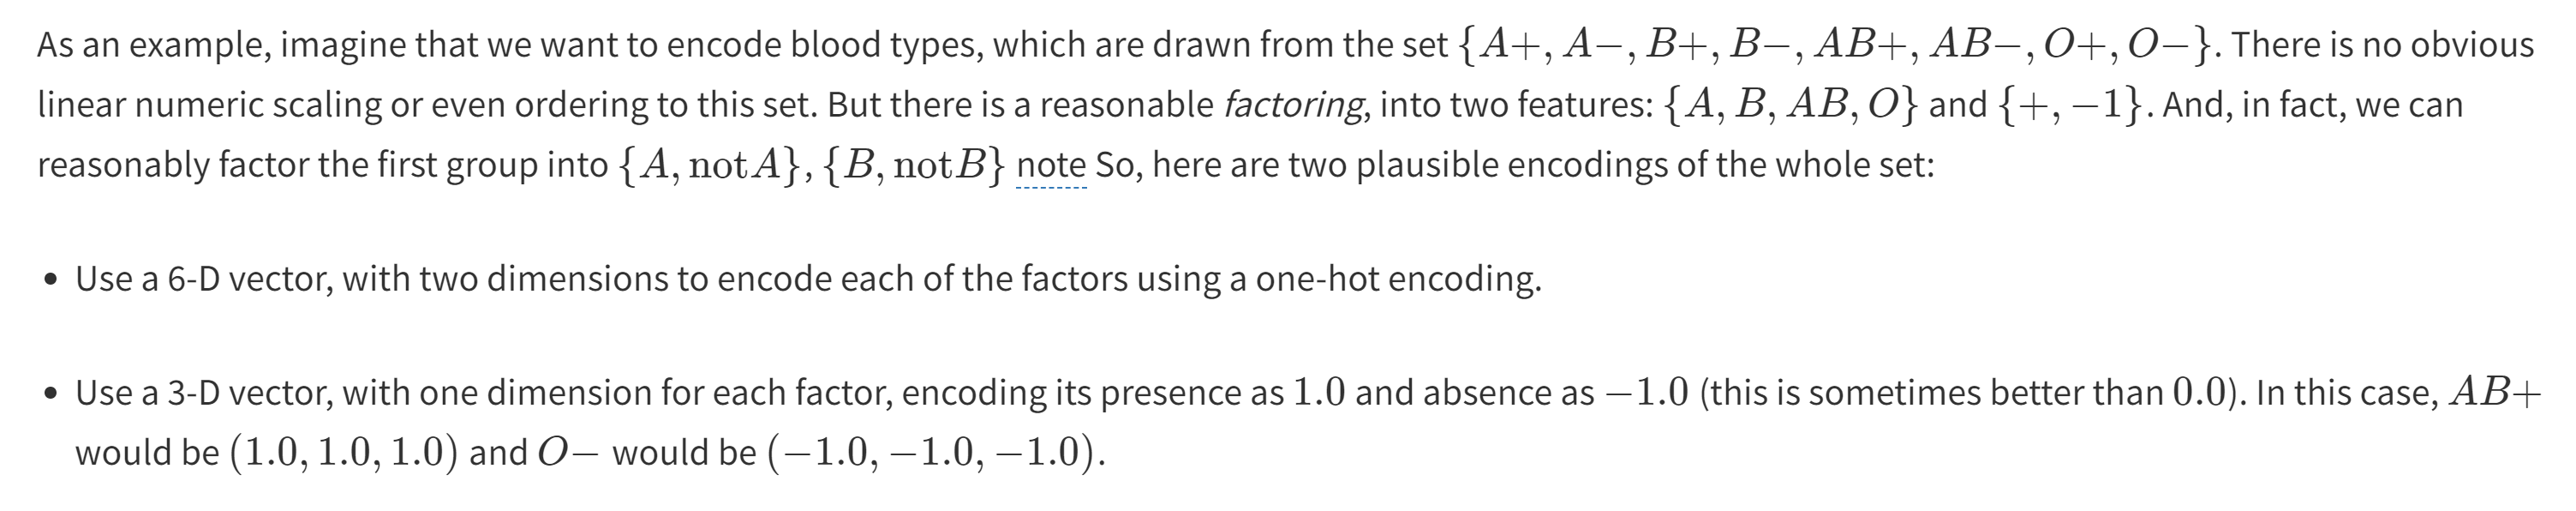 As an example, imagine that we want to encode blood types, which are drawn from the set {A+, A−, B+, B−, AB+, AB−, O+, O−}. There is no obvious
linear numeric scaling or even ordering to this set. But there is a reasonable factoring, into two features: {A, B, AB, O} and {+, −1}. And, in fact, we can
reasonably factor the first group into {A, notA}, {B, notB} note So, here are two plausible encodings of the whole set:
• Use a 6-D vector, with two dimensions to encode each of the factors using a one-hot encoding.
• Use a 3-D vector, with one dimension for each factor, encoding its presence as 1.0 and absence as −1.0 (this is sometimes better than 0.0). In this case, AB+
would be (1.0, 1.0, 1.0) and O− would be (−1.0, −1.0, −1.0).